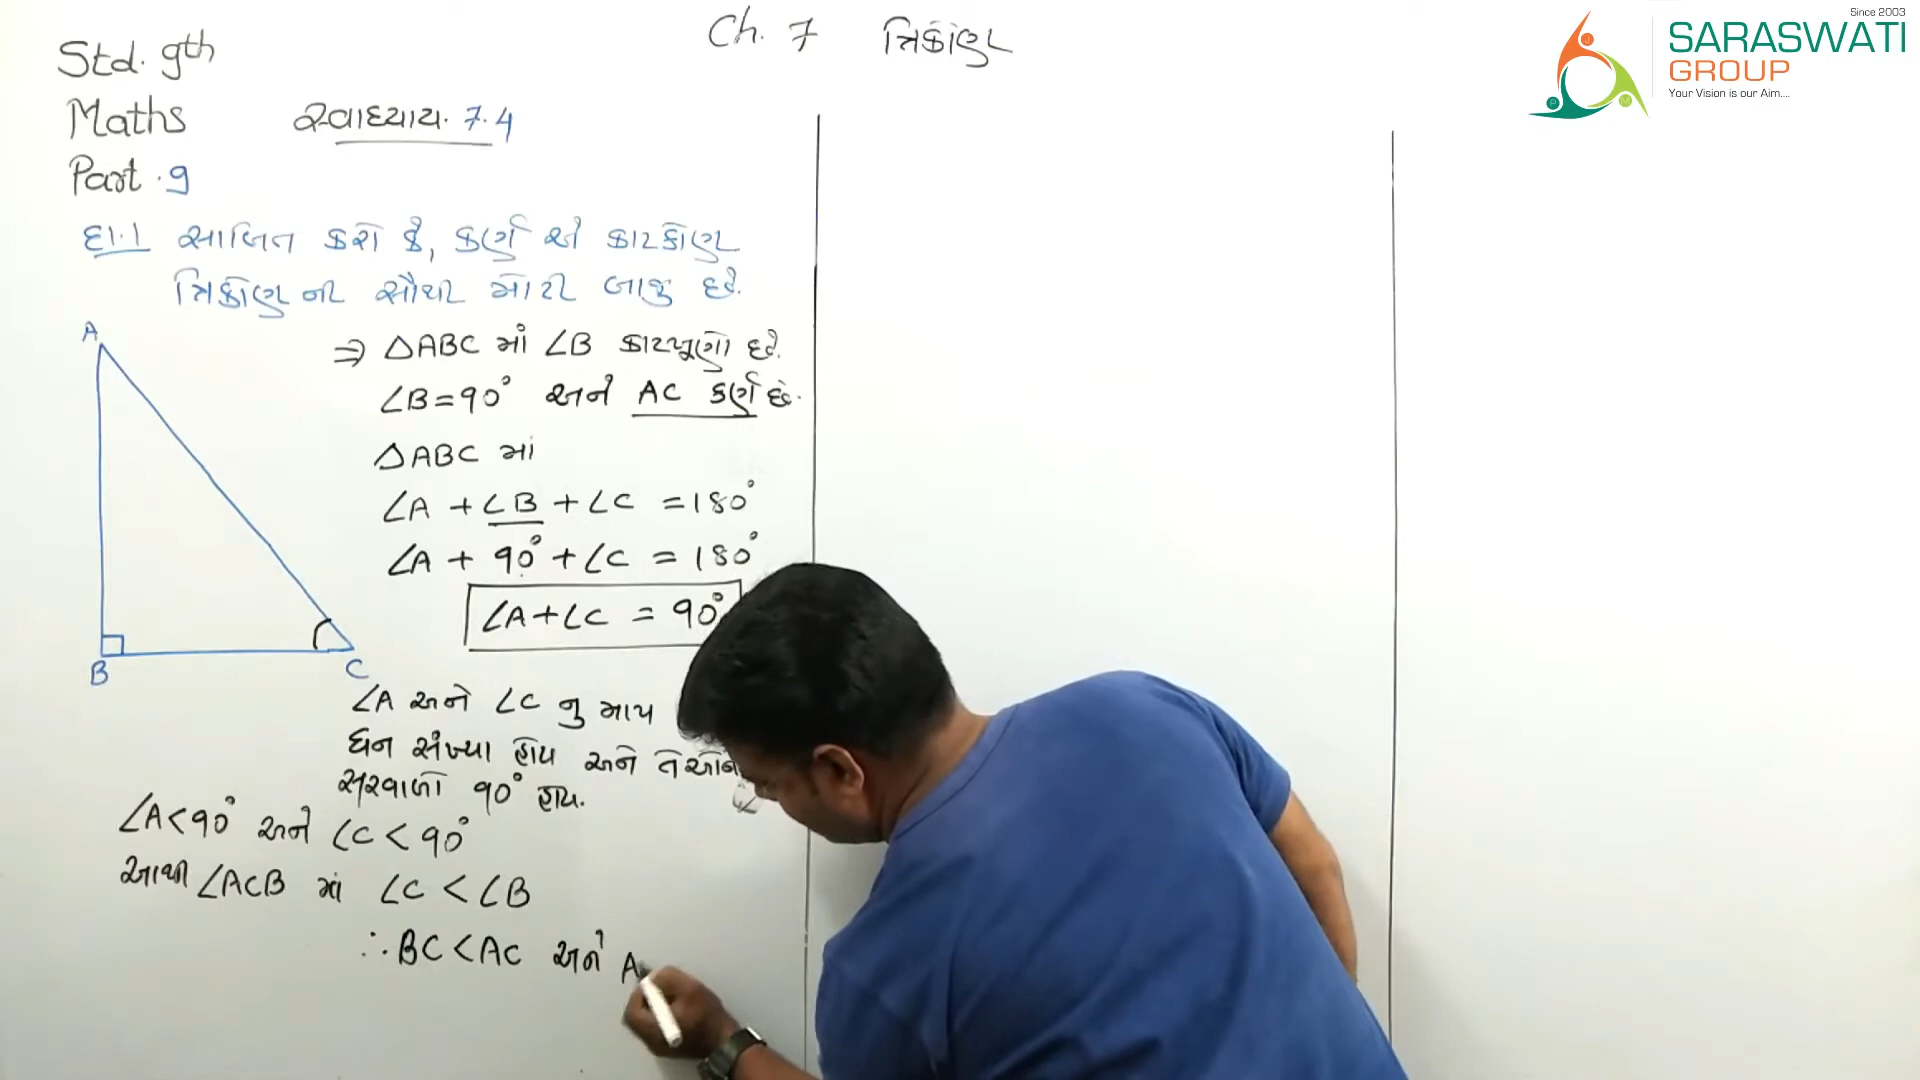 Ch. 7 ત્રિકોણ
Since 2003
SARASWATI
GROUP
Your Vision is our Aim....
Std. 9th
Maths
સ્વાધ્યાય. 7.4
Part. 9
દા.1 સાબિત કરો કે, કર્ણ એ કાટકોણ
ત્રિકોણ ની સૌથી મોટી બાજુ છે.
A
B
C
⇒ △ABC માં ∠B કાટખૂણો છે.
∠B = 90° અને AC કર્ણ છે.
△ABC માં
∠A + ∠B + ∠C = 180°
∠A + 90° + ∠C = 180°
∠A + ∠C = 90°
∠A અને ∠C નુ માપ
ધન સંખ્યા હોય અને
સરવાળો 90° હોય.
∠A < 90° અને ∠C < 90°
આથી ∠ACB માં ∠C < ∠B
∴ BC < AC અને A